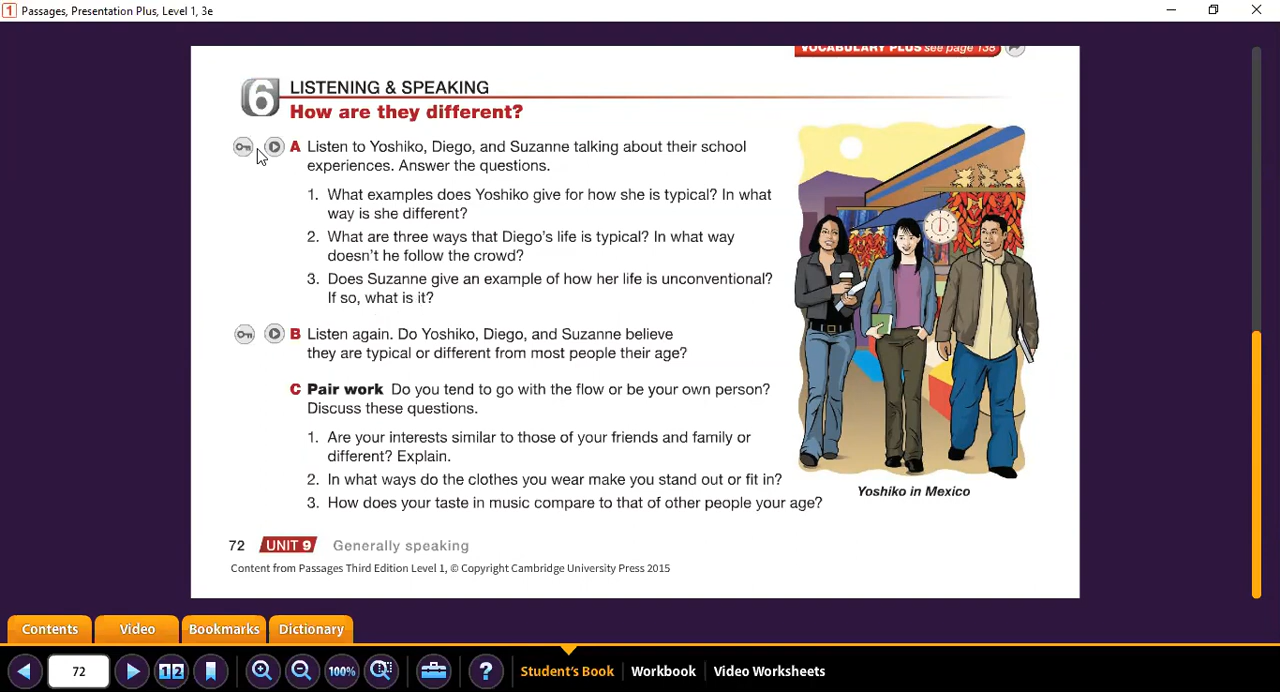 1 Passages, Presentation Plus, Level 1, 3e
VOCABULARY PLUS see page 138
6 LISTENING & SPEAKING
How are they different?
A Listen to Yoshiko, Diego, and Suzanne talking about their school
experiences. Answer the questions.
1. What examples does Yoshiko give for how she is typical? In what
way is she different?
2. What are three ways that Diego's life is typical? In what way
doesn't he follow the crowd?
3. Does Suzanne give an example of how her life is unconventional?
If so, what is it?
B Listen again. Do Yoshiko, Diego, and Suzanne believe
they are typical or different from most people their age?
C Pair work Do you tend to go with the flow or be your own person?
Discuss these questions.
1. Are your interests similar to those of your friends and family or
different? Explain.
2. In what ways do the clothes you wear make you stand out or fit in?
3. How does your taste in music compare to that of other people your age?
Yoshiko in Mexico
72 UNIT 9 Generally speaking
Content from Passages Third Edition Level 1, © Copyright Cambridge University Press 2015
Contents Video Bookmarks Dictionary
72 12 100% ? Student's Book Workbook Video Worksheets